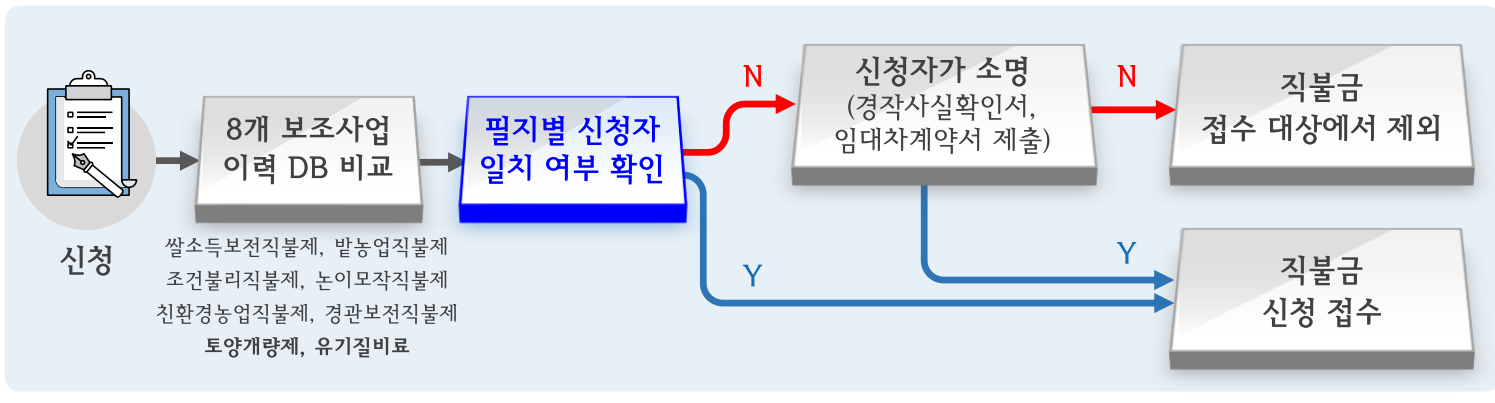 신청
8개 보조사업
이력 DB 비교
쌀소득보전직불제, 밭농업직불제
조건불리직불제, 논이모작직불제
친환경농업직불제, 경관보전직불제
토양개량제, 유기질비료
필지별 신청자
일치 여부 확인
N
Y
신청자가 소명
(경작사실확인서,
임대차계약서 제출)
N
Y
직불금
접수 대상에서 제외
직불금
신청 접수